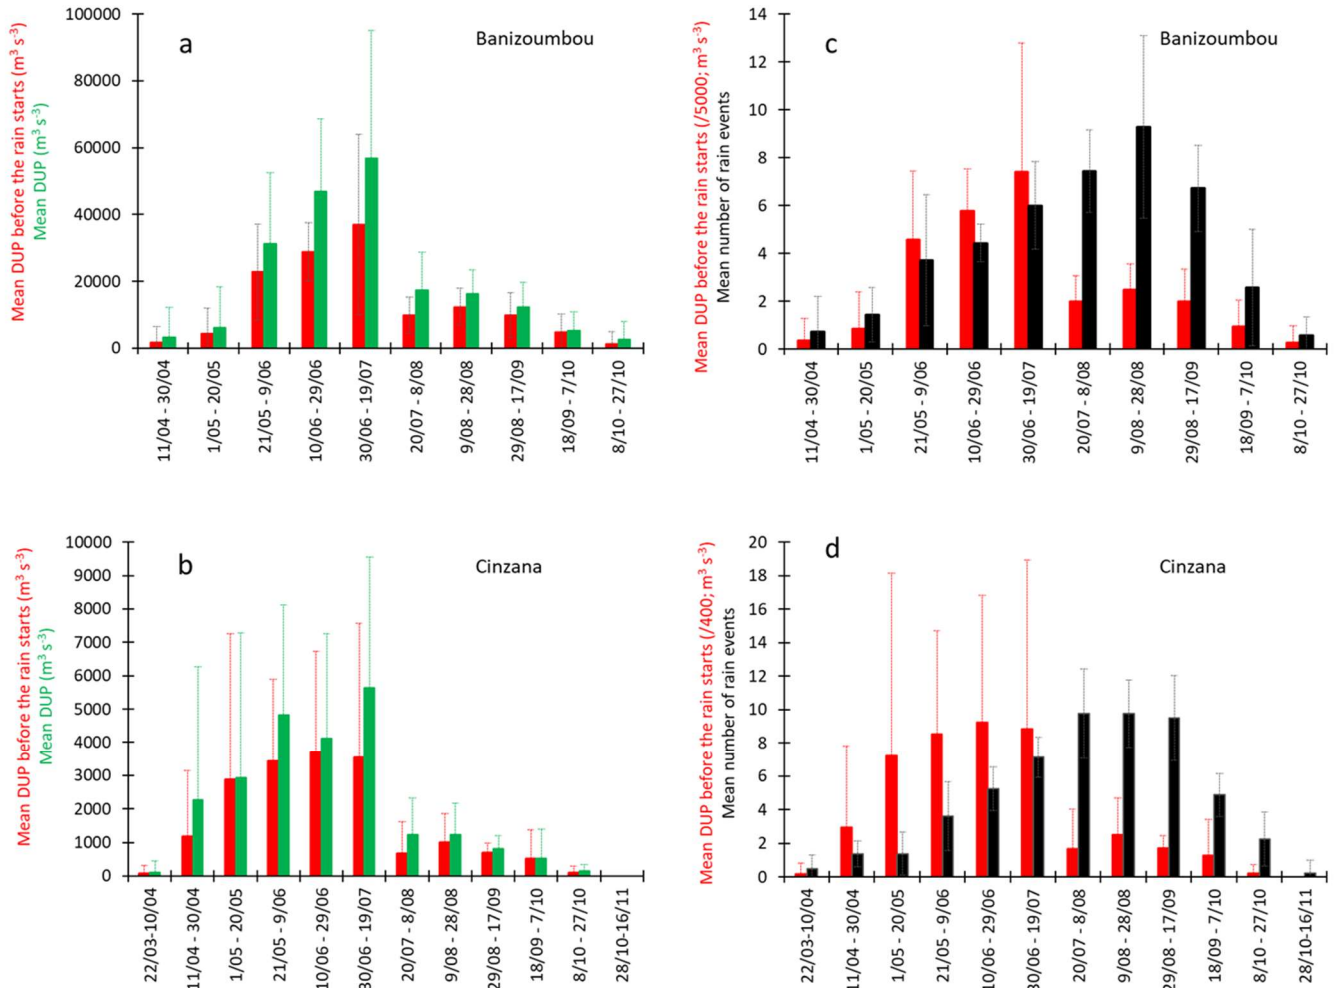 a
Banizoumbou
Mean DUP before the rain starts (m³ s⁻³)
Mean DUP (m³ s⁻³)
100000
80000
60000
40000
20000
0
11/04 - 30/04
1/05 - 20/05
21/05 - 9/06
10/06 - 29/06
30/06 - 19/07
20/07 - 8/08
9/08 - 28/08
29/08 - 17/09
18/09 - 7/10
8/10 - 27/10
c
Banizoumbou
Mean DUP before the rain starts (/5000; m³ s⁻³)
Mean number of rain events
14
12
10
8
6
4
2
0
11/04 - 30/04
1/05 - 20/05
21/05 - 9/06
10/06 - 29/06
30/06 - 19/07
20/07 - 8/08
9/08 - 28/08
29/08 - 17/09
18/09 - 7/10
8/10 - 27/10
b
Cinzana
Mean DUP before the rain starts (m³ s⁻³)
Mean DUP (m³ s⁻³)
10000
9000
8000
7000
6000
5000
4000
3000
2000
1000
0
22/03-10/04
11/04 - 30/04
1/05 - 20/05
21/05 - 9/06
10/06 - 29/06
30/06 - 19/07
20/07 - 8/08
9/08 - 28/08
29/08 - 17/09
18/09 - 7/10
8/10 - 27/10
28/10-16/11
d
Cinzana
Mean DUP before the rain starts (/400; m³ s⁻³)
Mean number of rain events
20
18
16
14
12
10
8
6
4
2
0
22/03-10/04
11/04 - 30/04
1/05 - 20/05
21/05 - 9/06
10/06 - 29/06
30/06 - 19/07
20/07 - 8/08
9/08 - 28/08
29/08 - 17/09
18/09 - 7/10
8/10 - 27/10
28/10-16/11